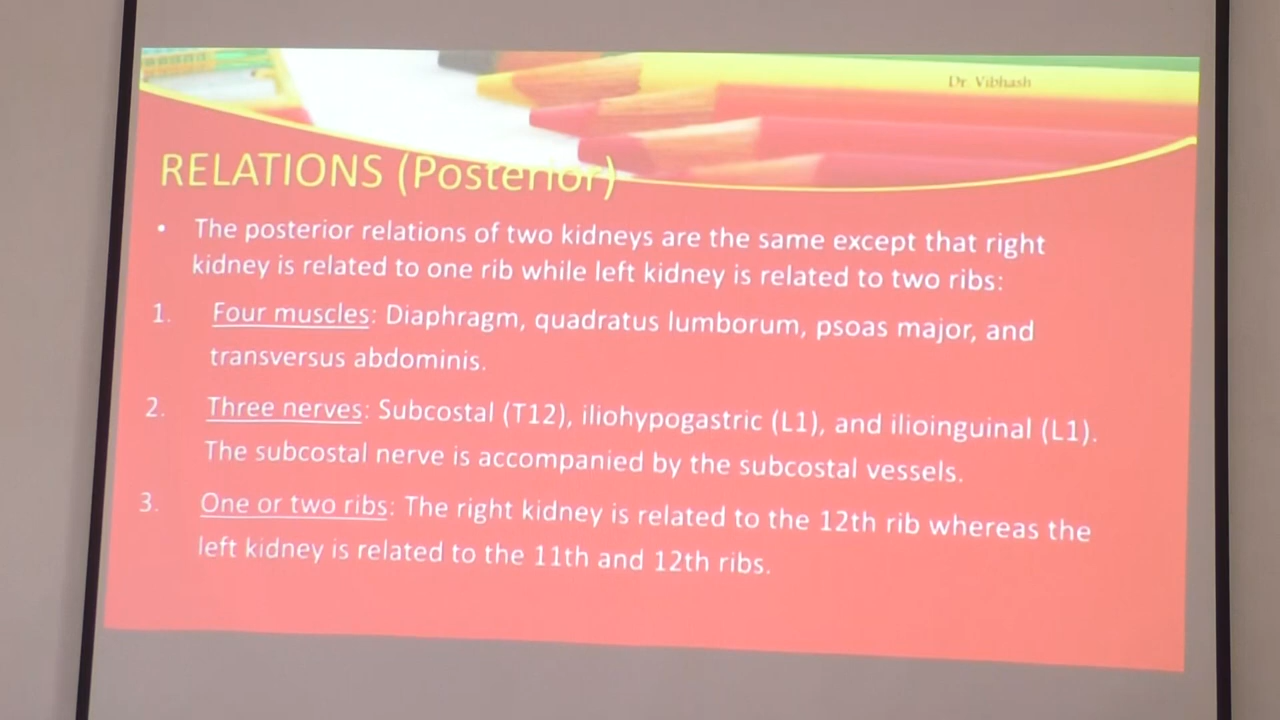 Dr Vibhash
RELATIONS (Posterior)
• The posterior relations of two kidneys are the same except that right
kidney is related to one rib while left kidney is related to two ribs:
1. Four muscles: Diaphragm, quadratus lumborum, psoas major, and
transversus abdominis.
2. Three nerves: Subcostal (T12), iliohypogastric (L1), and ilioinguinal (L1).
The subcostal nerve is accompanied by the subcostal vessels.
3. One or two ribs: The right kidney is related to the 12th rib whereas the
left kidney is related to the 11th and 12th ribs.